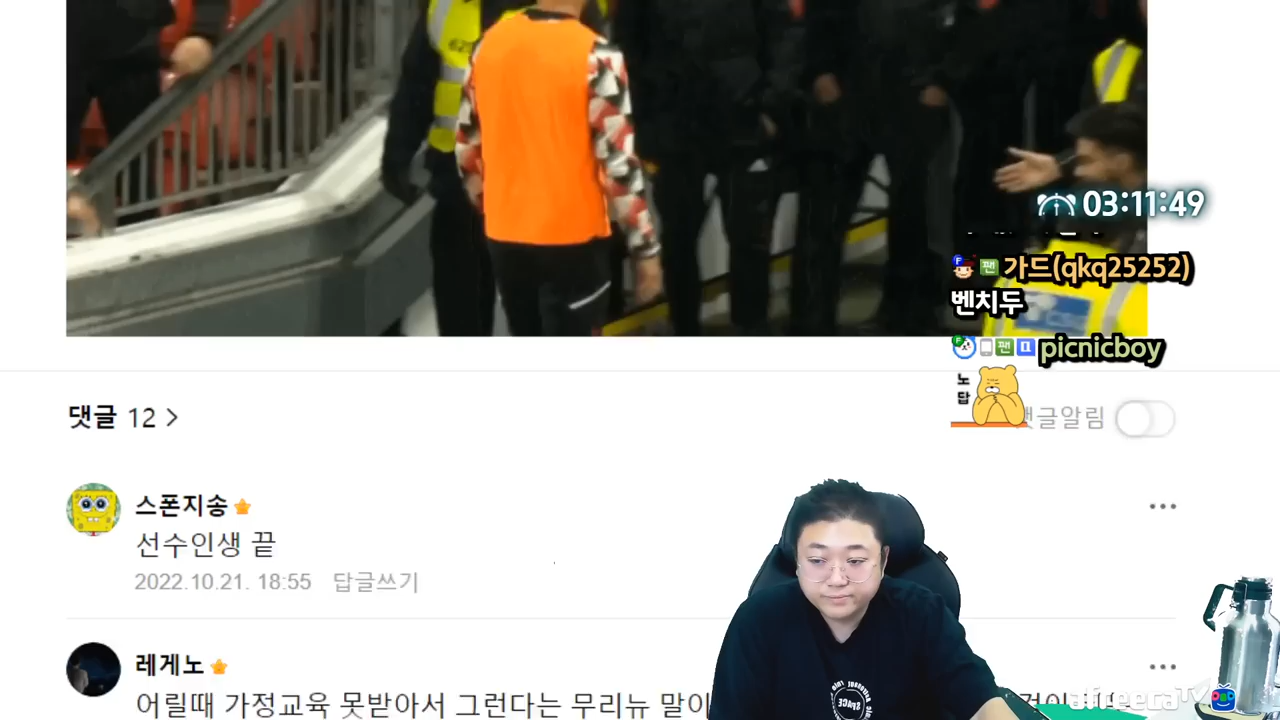 03:11:49
가드(qkq25252)
벤치두
picnicboy
노답
댓글 12
댓글알림
스폰지송
선수인생 끝
2022.10.21. 18:55 답글쓰기
레게노
어릴때 가정교육 못받아서 그런다는 무리뉴 말이
SPACE
afreecaTV